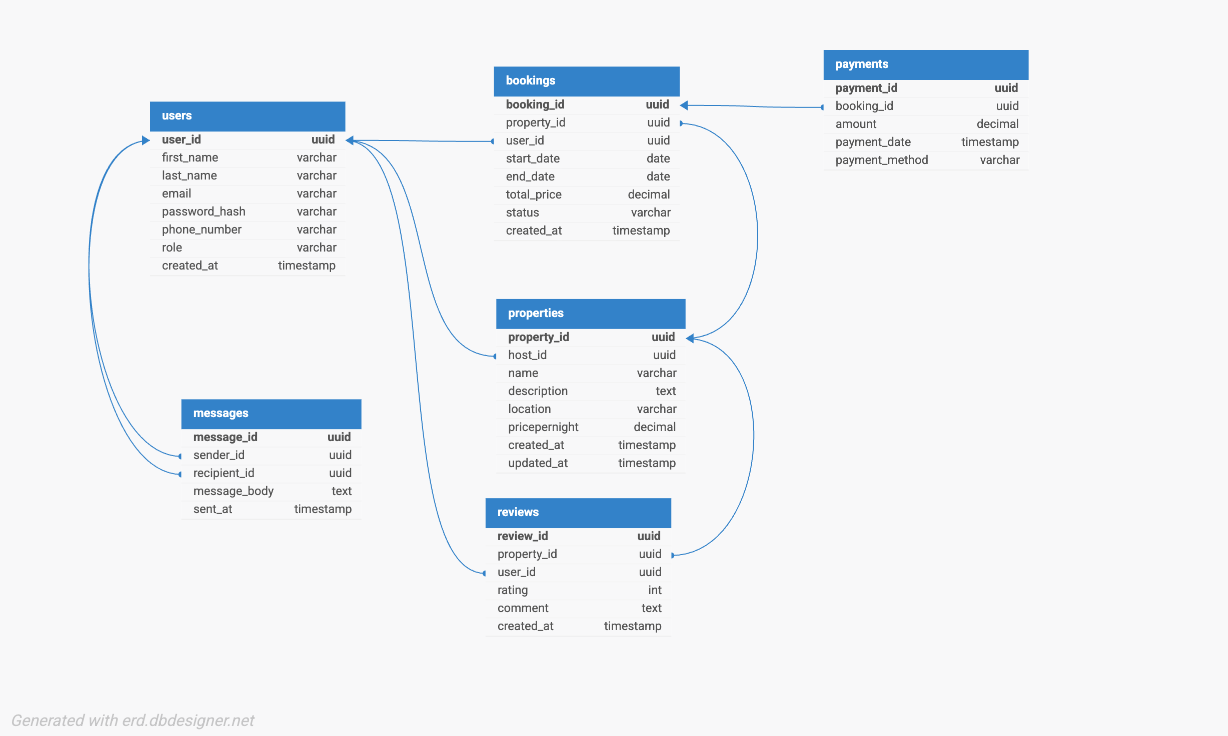 users
user_id uuid
first_name varchar
last_name varchar
email varchar
password_hash varchar
phone_number varchar
role varchar
created_at timestamp
bookings
booking_id uuid
property_id uuid
user_id uuid
start_date date
end_date date
total_price decimal
status varchar
created_at timestamp
payments
payment_id uuid
booking_id uuid
amount decimal
payment_date timestamp
payment_method varchar
properties
property_id uuid
host_id uuid
name varchar
description text
location varchar
pricepernight decimal
created_at timestamp
updated_at timestamp
messages
message_id uuid
sender_id uuid
recipient_id uuid
message_body text
sent_at timestamp
reviews
review_id uuid
property_id uuid
user_id uuid
rating int
comment text
created_at timestamp
Generated with erd.dbdesigner.net